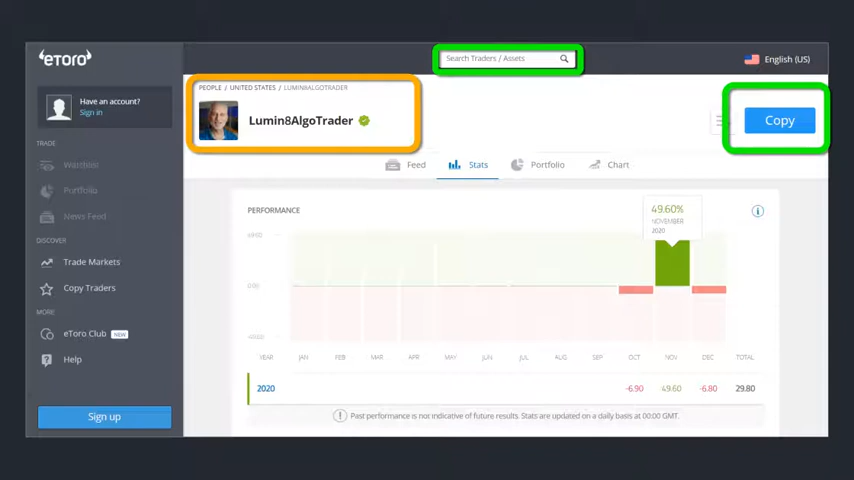 eToro
Search Traders / Assets
English (US)
Have an account?
Sign in
TRADE
Watchlist
Portfolio
News Feed
DISCOVER
Trade Markets
Copy Traders
MORE
eToro Club NEW
Help
Sign up
PEOPLE / UNITED STATES / LUMIN8ALGOTRADER
Lumin8AlgoTrader
Copy
Feed Stats Portfolio Chart
PERFORMANCE
49.60%
NOVEMBER
2020
YEAR JAN FEB MAR APR MAY JUN JUL AUG SEP OCT NOV DEC TOTAL
2020 -6.90 49.60 -6.80 29.80
Past performance is not indicative of future results. Stats are updated on a daily basis at 00:00 GMT.